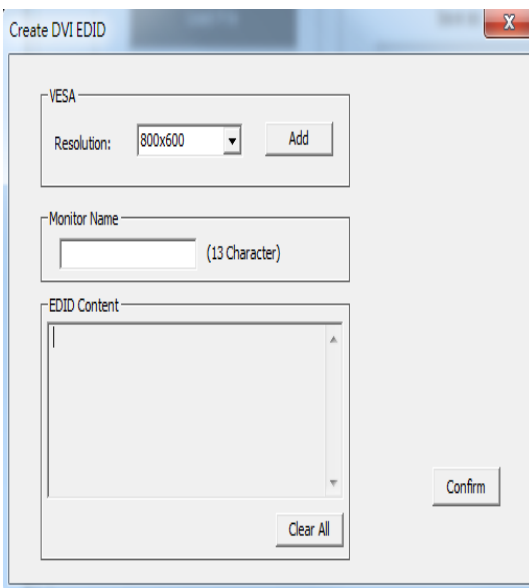 Create DVI EDID
X
VESA
Resolution:
800x600
Add
Monitor Name
(13 Character)
EDID Content
Confirm
Clear All